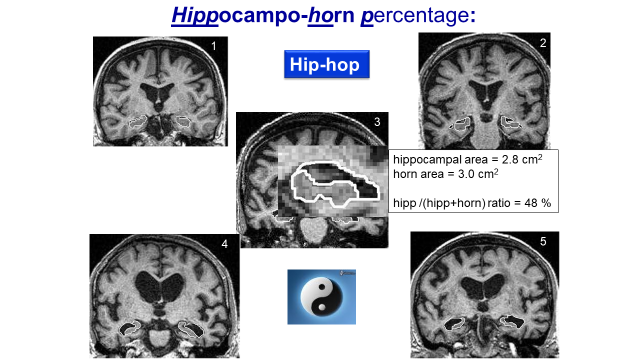 Hippocampo-horn percentage:
1
Hip-hop
2
3
hippocampal area = 2.8 cm2
horn area = 3.0 cm2
hipp /(hipp+horn) ratio = 48 %
4
5